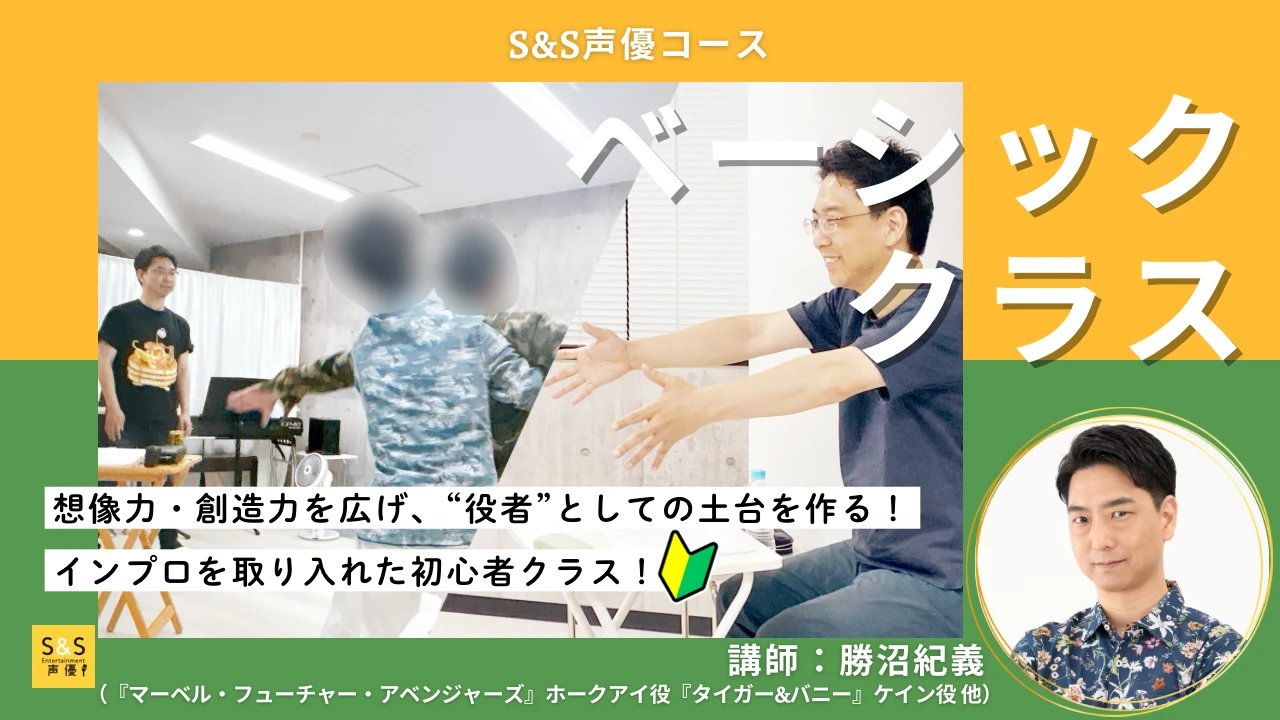 S&S声優コース
ベーシック
クラス
想像力・創造力を広げ、“役者”としての土台を作る！
インプロを取り入れた初心者クラス！
S&S
Entertainment
声優
講師：勝沼紀義
（『マーベル・フューチャー・アベンジャーズ』ホークアイ役『タイガー&バニー』ケイン役 他）